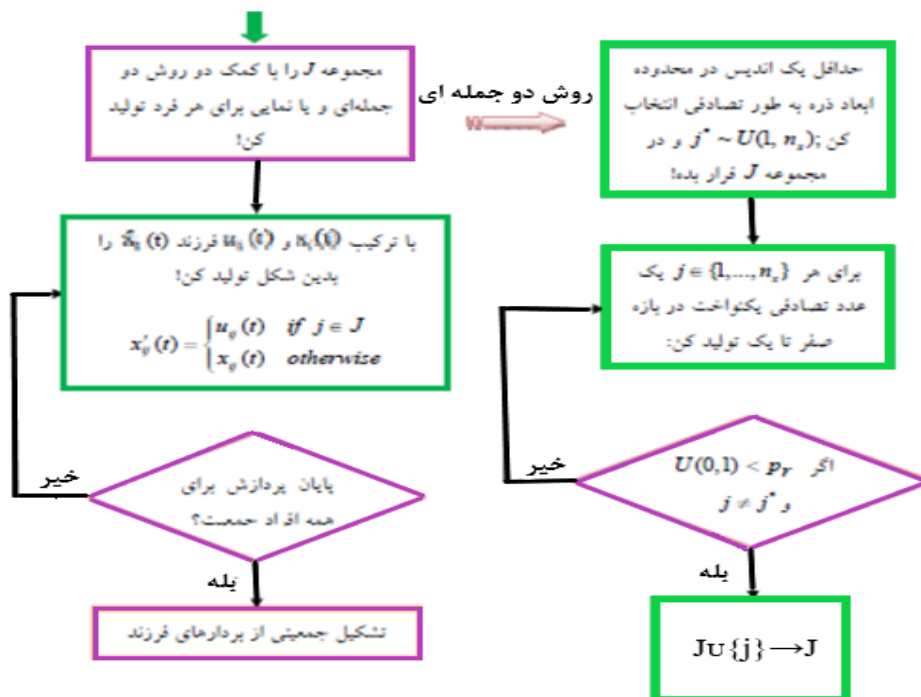 مجموعه J را با کمک دو روش دو
جمله‌ای و یا نمایی برای هر فرد تولید
کن!
با ترکیب uᵢ(t) و xᵢ(t) فرزند x́ᵢ(t) را
بدین شکل تولید کن!
x′ᵢⱼ(t) = { uᵢⱼ(t) if j ∈ J
xᵢⱼ(t) otherwise
خیر
پایان پردازش برای
همه افراد جمعیت؟
بله
تشکیل جمعیتی از بردارهای فرزند
روش دو جمله ای
حداقل یک اندیس در محدوده
ابعاد ذره به طور تصادفی انتخاب
کن j* ~ U(1, nₓ); و در
مجموعه J قرار بده!
برای هر j ∈ {1,...,nₓ} یک
عدد تصادفی یکنواخت در بازه
صفر تا یک تولید کن:
خیر
اگر U(0,1) < pᵣ
و j ≠ j*
بله
J∪{j}→J